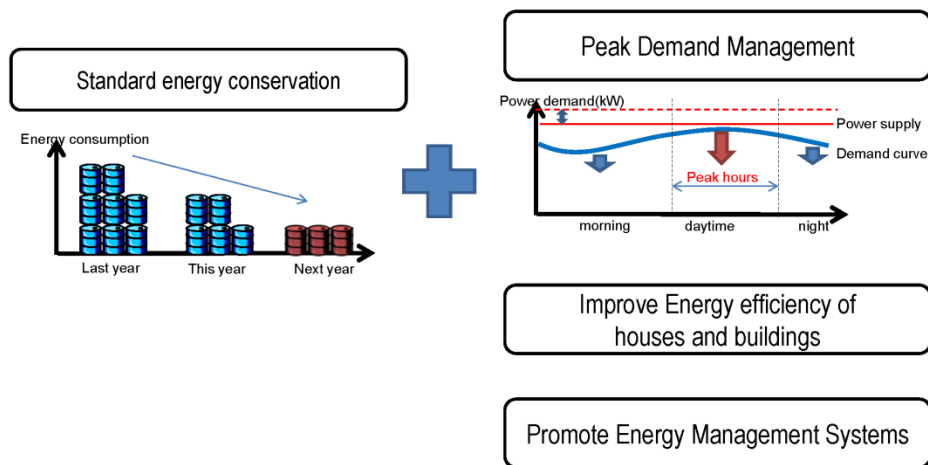 Standard energy conservation
Energy consumption
Last year
This year
Next year
Peak Demand Management
Power demand(kW)
Power supply
Demand curve
Peak hours
morning
daytime
night
Improve Energy efficiency of
houses and buildings
Promote Energy Management Systems